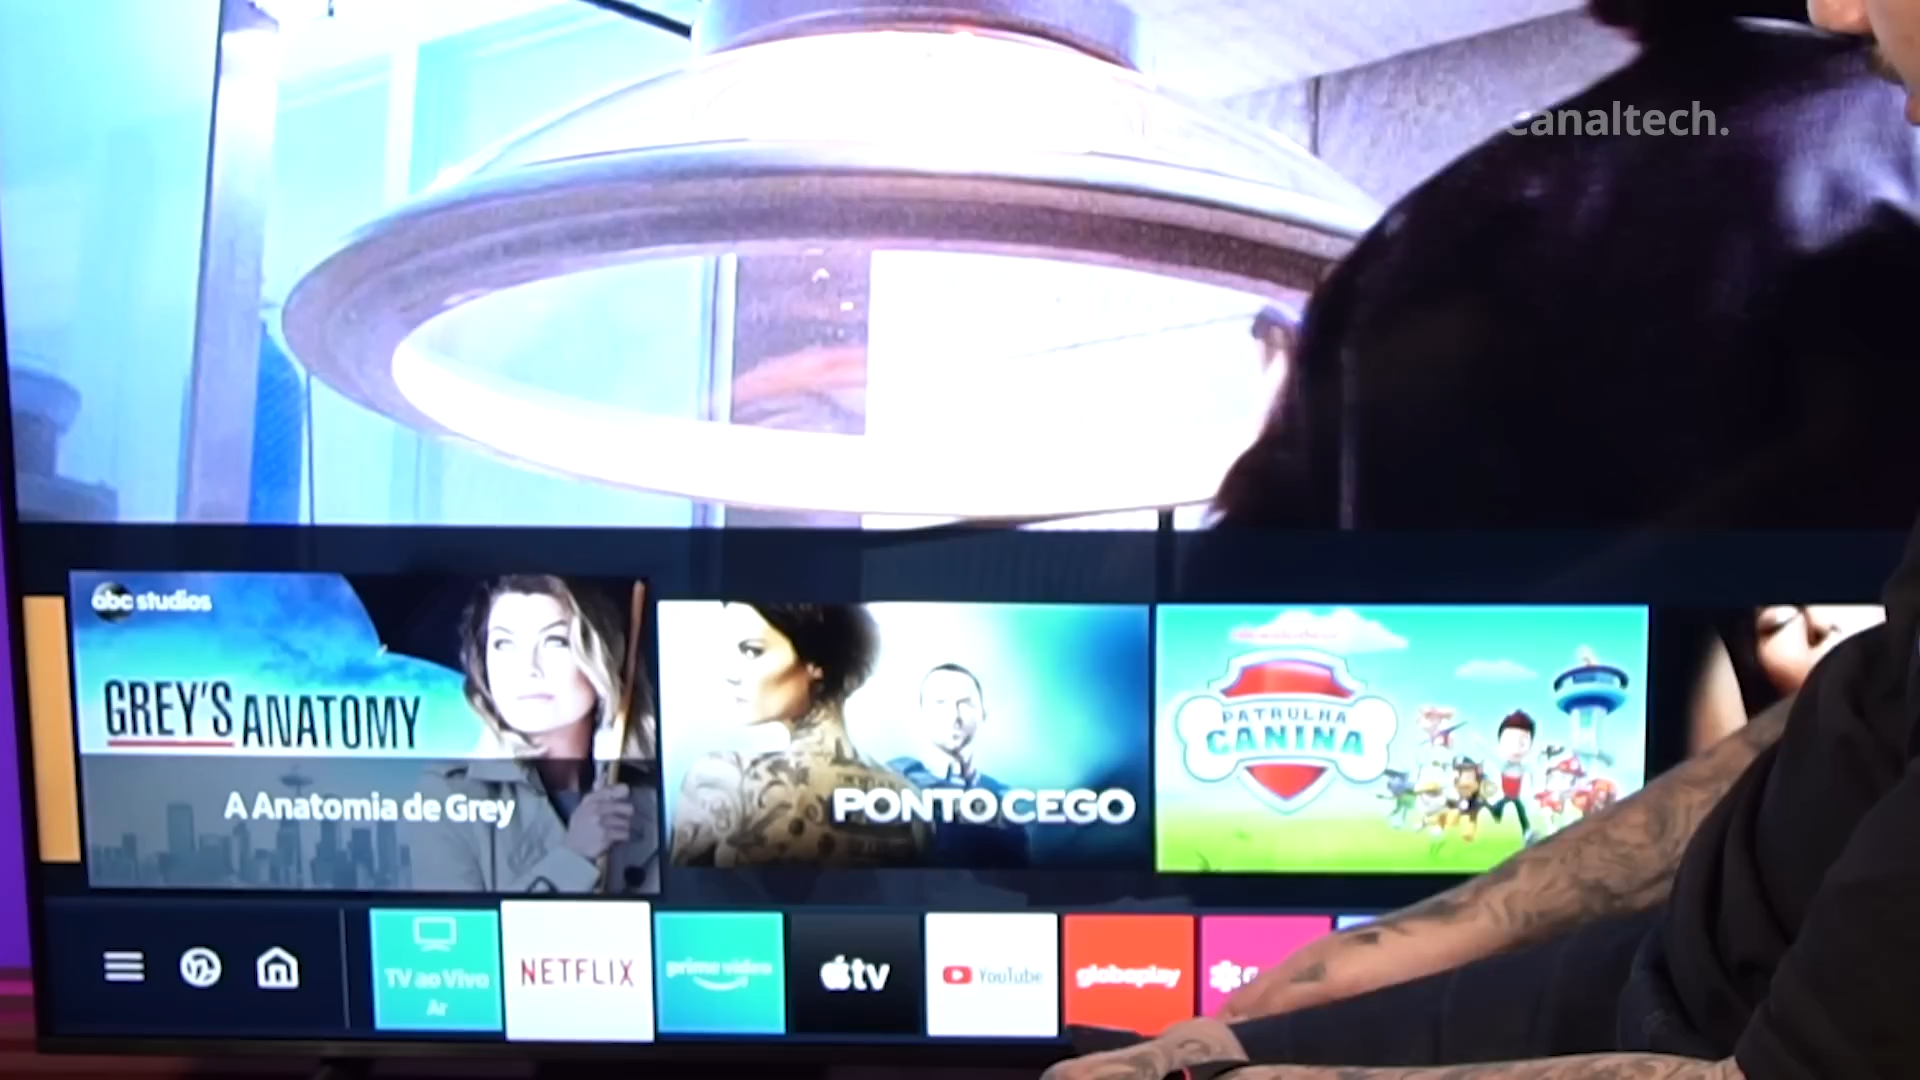 canaltech.
abc studios
GREY'S ANATOMY
A Anatomia de Grey
PONTO CEGO
PATRULHA
CANINA
TV ao Vivo
Ar
NETFLIX
prime video
tv
YouTube
globoplay